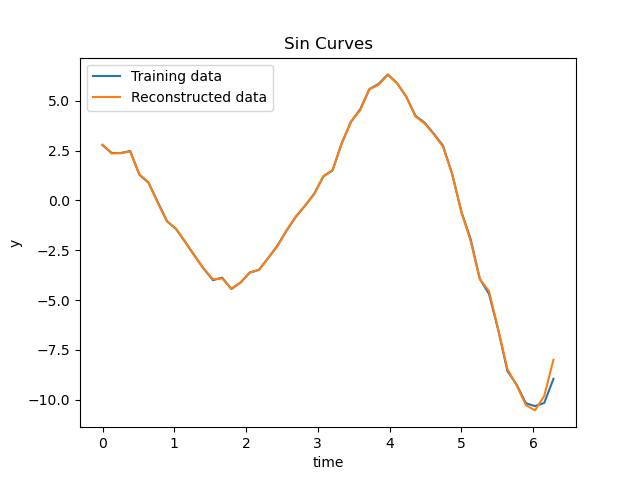 Sin Curves
Training data
Reconstructed data
y
5.0
2.5
0.0
−2.5
−5.0
−7.5
−10.0
0 1 2 3 4 5 6
time